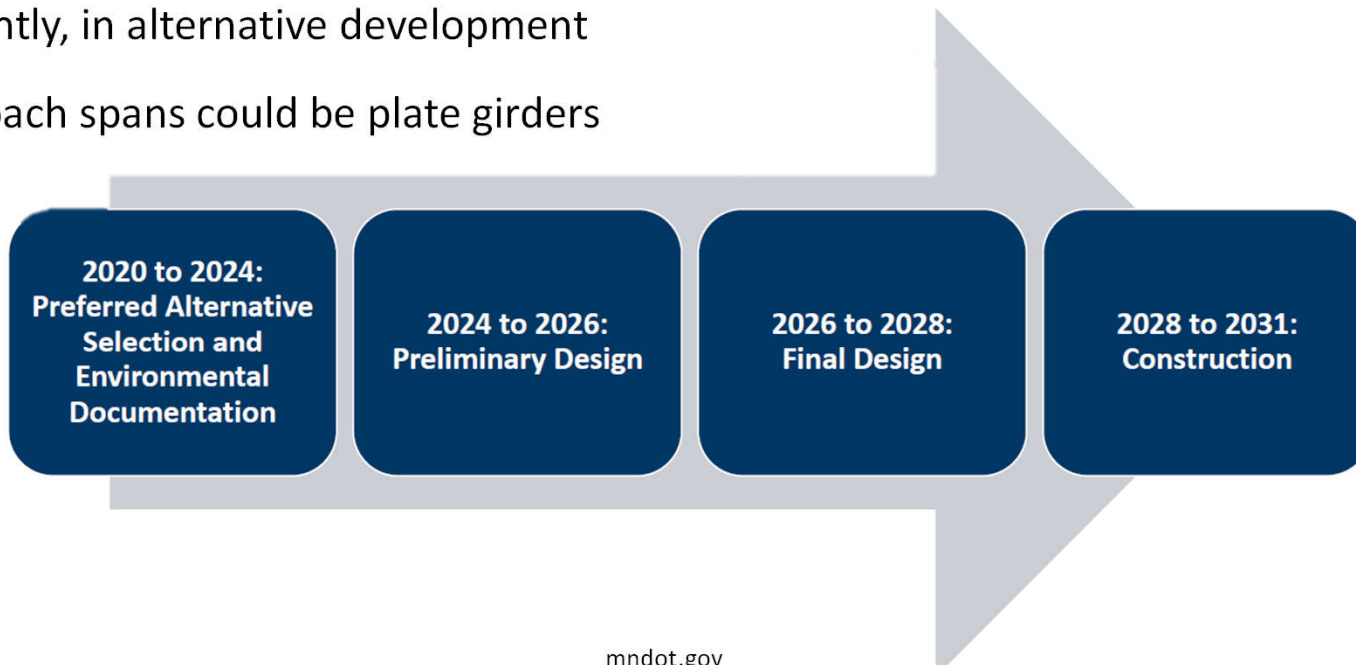 ntly, in alternative development
ach spans could be plate girders
2020 to 2024:
Preferred Alternative
Selection and
Environmental
Documentation
2024 to 2026:
Preliminary Design
2026 to 2028:
Final Design
2028 to 2031:
Construction
mndot.gov